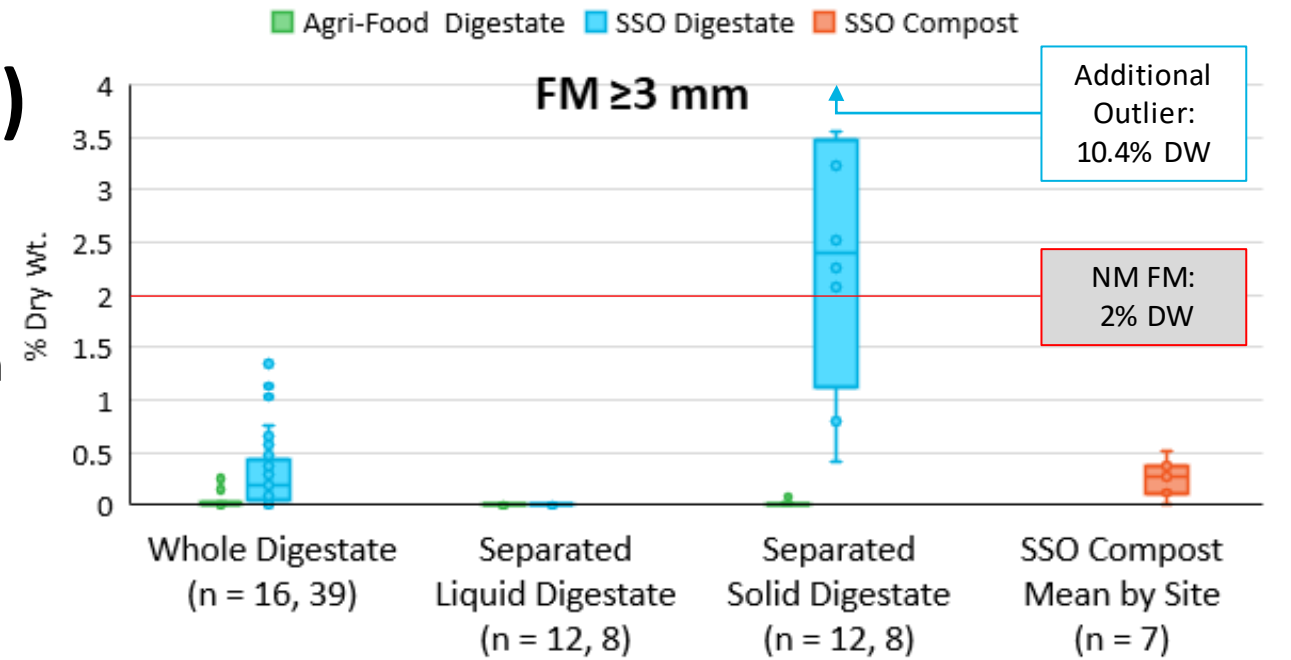 Agri-Food Digestate SSO Digestate SSO Compost
)
FM ≥3 mm
Additional
Outlier:
10.4% DW
NM FM:
2% DW
% Dry Wt.
4
3.5
3
2.5
2
1.5
1
0.5
0
Whole Digestate
(n = 16, 39)
Separated
Liquid Digestate
(n = 12, 8)
Separated
Solid Digestate
(n = 12, 8)
SSO Compost
Mean by Site
(n = 7)